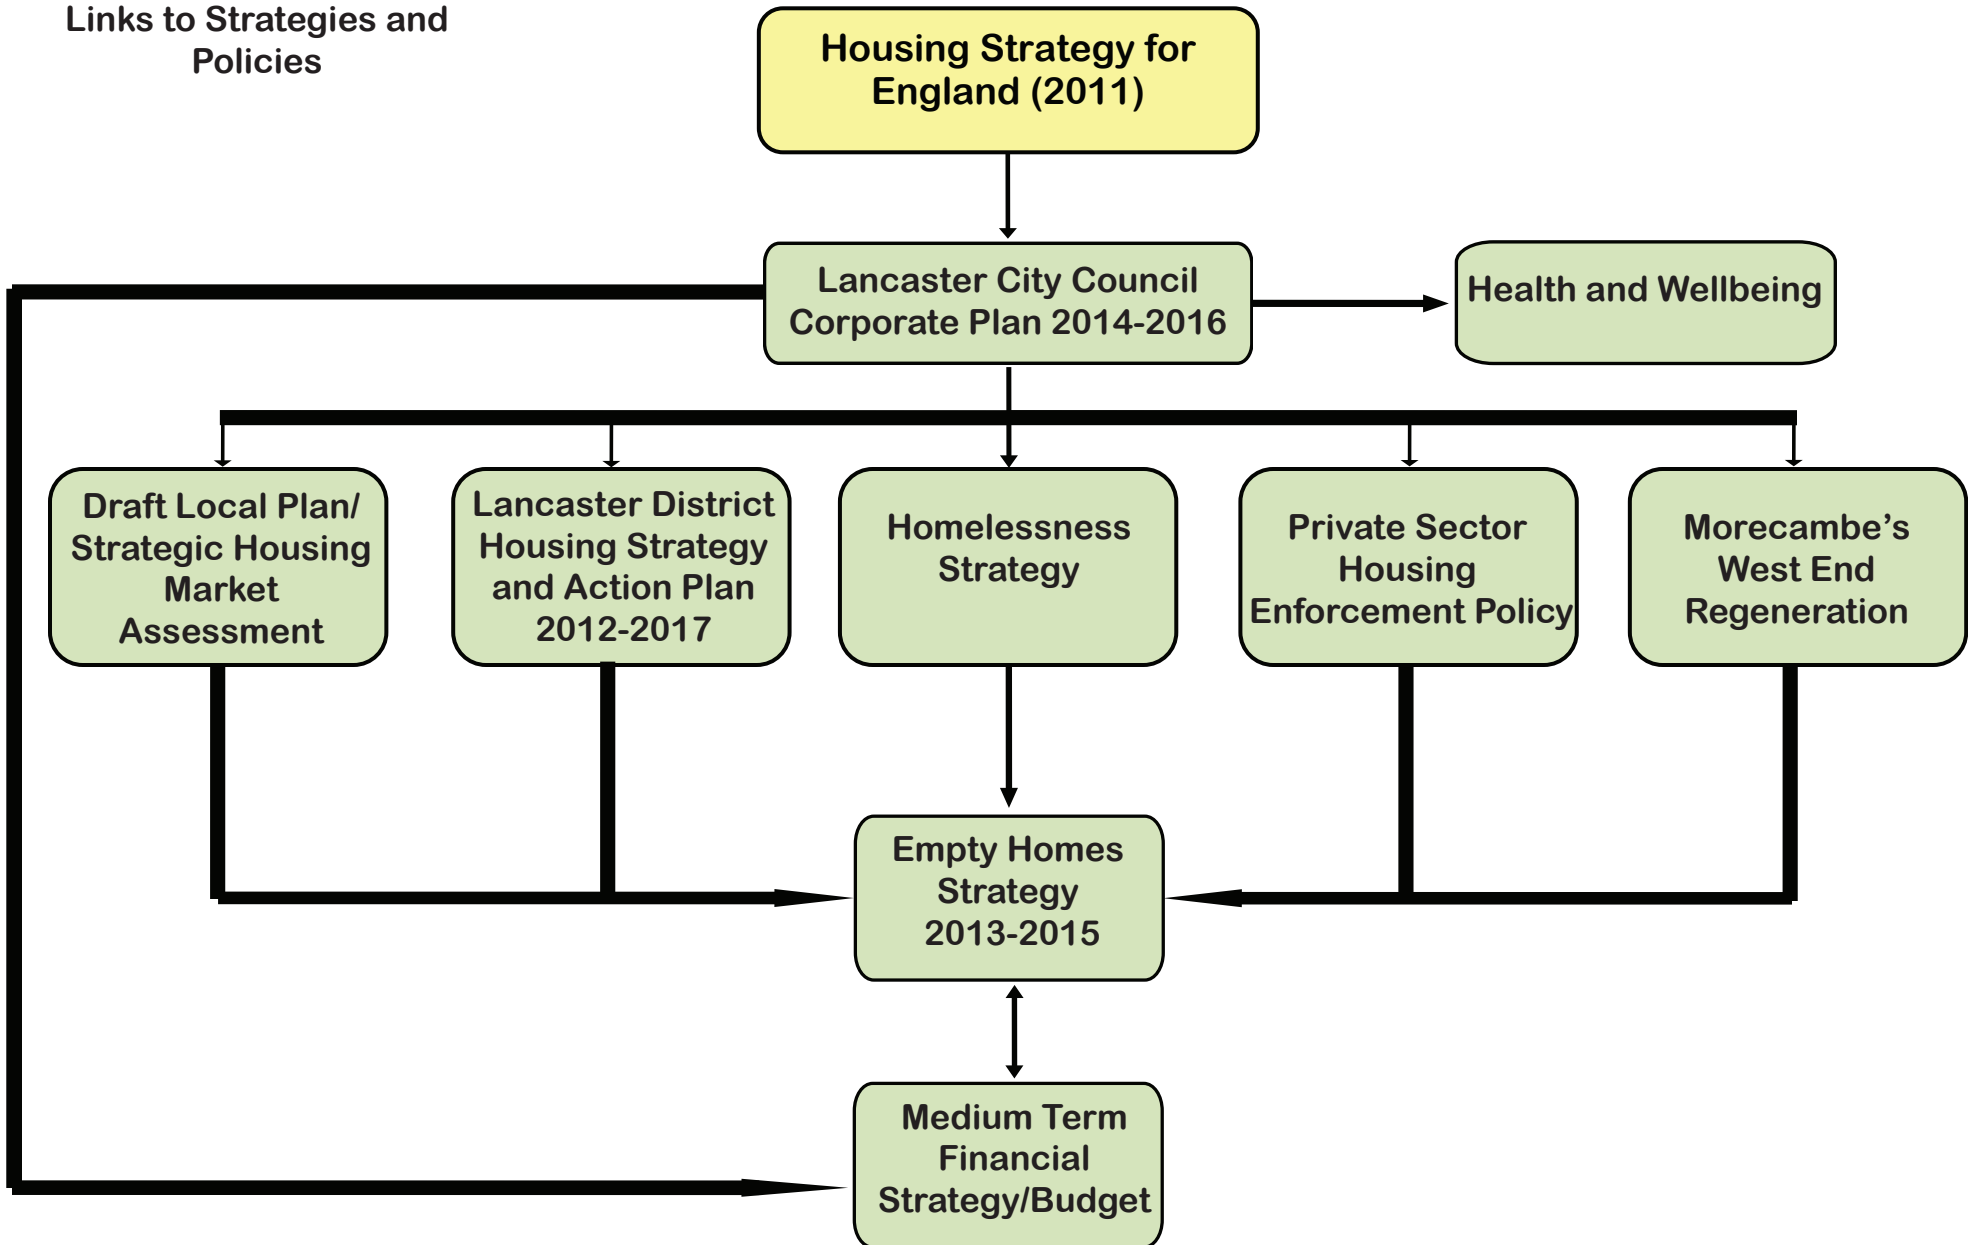 Links to Strategies and
Policies
Housing Strategy for
England (2011)
Lancaster City Council
Corporate Plan 2014-2016
Health and Wellbeing
Draft Local Plan/
Strategic Housing
Market
Assessment
Lancaster District
Housing Strategy
and Action Plan
2012-2017
Homelessness
Strategy
Private Sector
Housing
Enforcement Policy
Morecambe’s
West End
Regeneration
Empty Homes
Strategy
2013-2015
Medium Term
Financial
Strategy/Budget